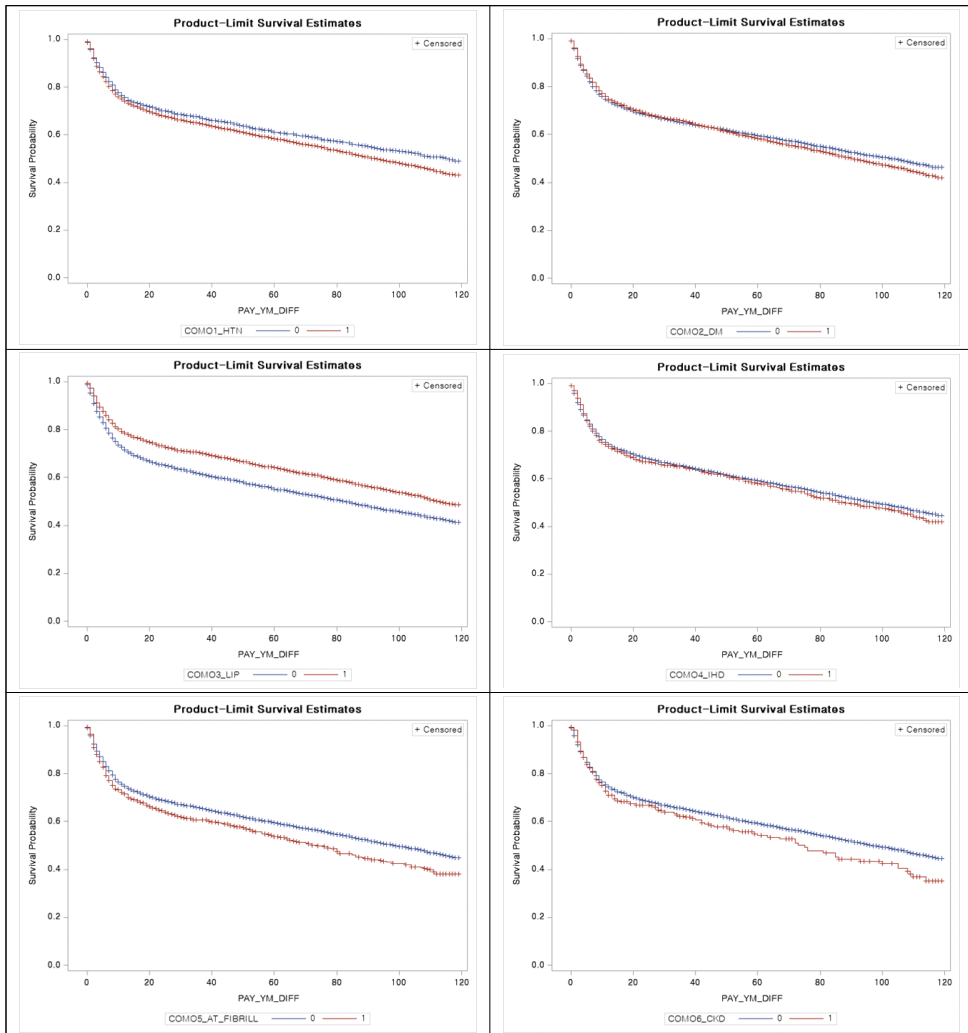 Product-Limit Survival Estimates
+ Censored
1.0
0.8
0.6
0.4
0.2
0.0
Survival Probability
0 20 40 60 80 100 120
PAY_YM_DIFF
COMO1_HTN 0 1
Product-Limit Survival Estimates
+ Censored
1.0
0.8
0.6
0.4
0.2
0.0
Survival Probability
0 20 40 60 80 100 120
PAY_YM_DIFF
COMO2_DM 0 1
Product-Limit Survival Estimates
+ Censored
1.0
0.8
0.6
0.4
0.2
0.0
Survival Probability
0 20 40 60 80 100 120
PAY_YM_DIFF
COMO3_LIP 0 1
Product-Limit Survival Estimates
+ Censored
1.0
0.8
0.6
0.4
0.2
0.0
Survival Probability
0 20 40 60 80 100 120
PAY_YM_DIFF
COMO4_IHD 0 1
Product-Limit Survival Estimates
+ Censored
1.0
0.8
0.6
0.4
0.2
0.0
Survival Probability
0 20 40 60 80 100 120
PAY_YM_DIFF
COMO5_AT_FIBRILL 0 1
Product-Limit Survival Estimates
+ Censored
1.0
0.8
0.6
0.4
0.2
0.0
Survival Probability
0 20 40 60 80 100 120
PAY_YM_DIFF
COMO6_CKD 0 1